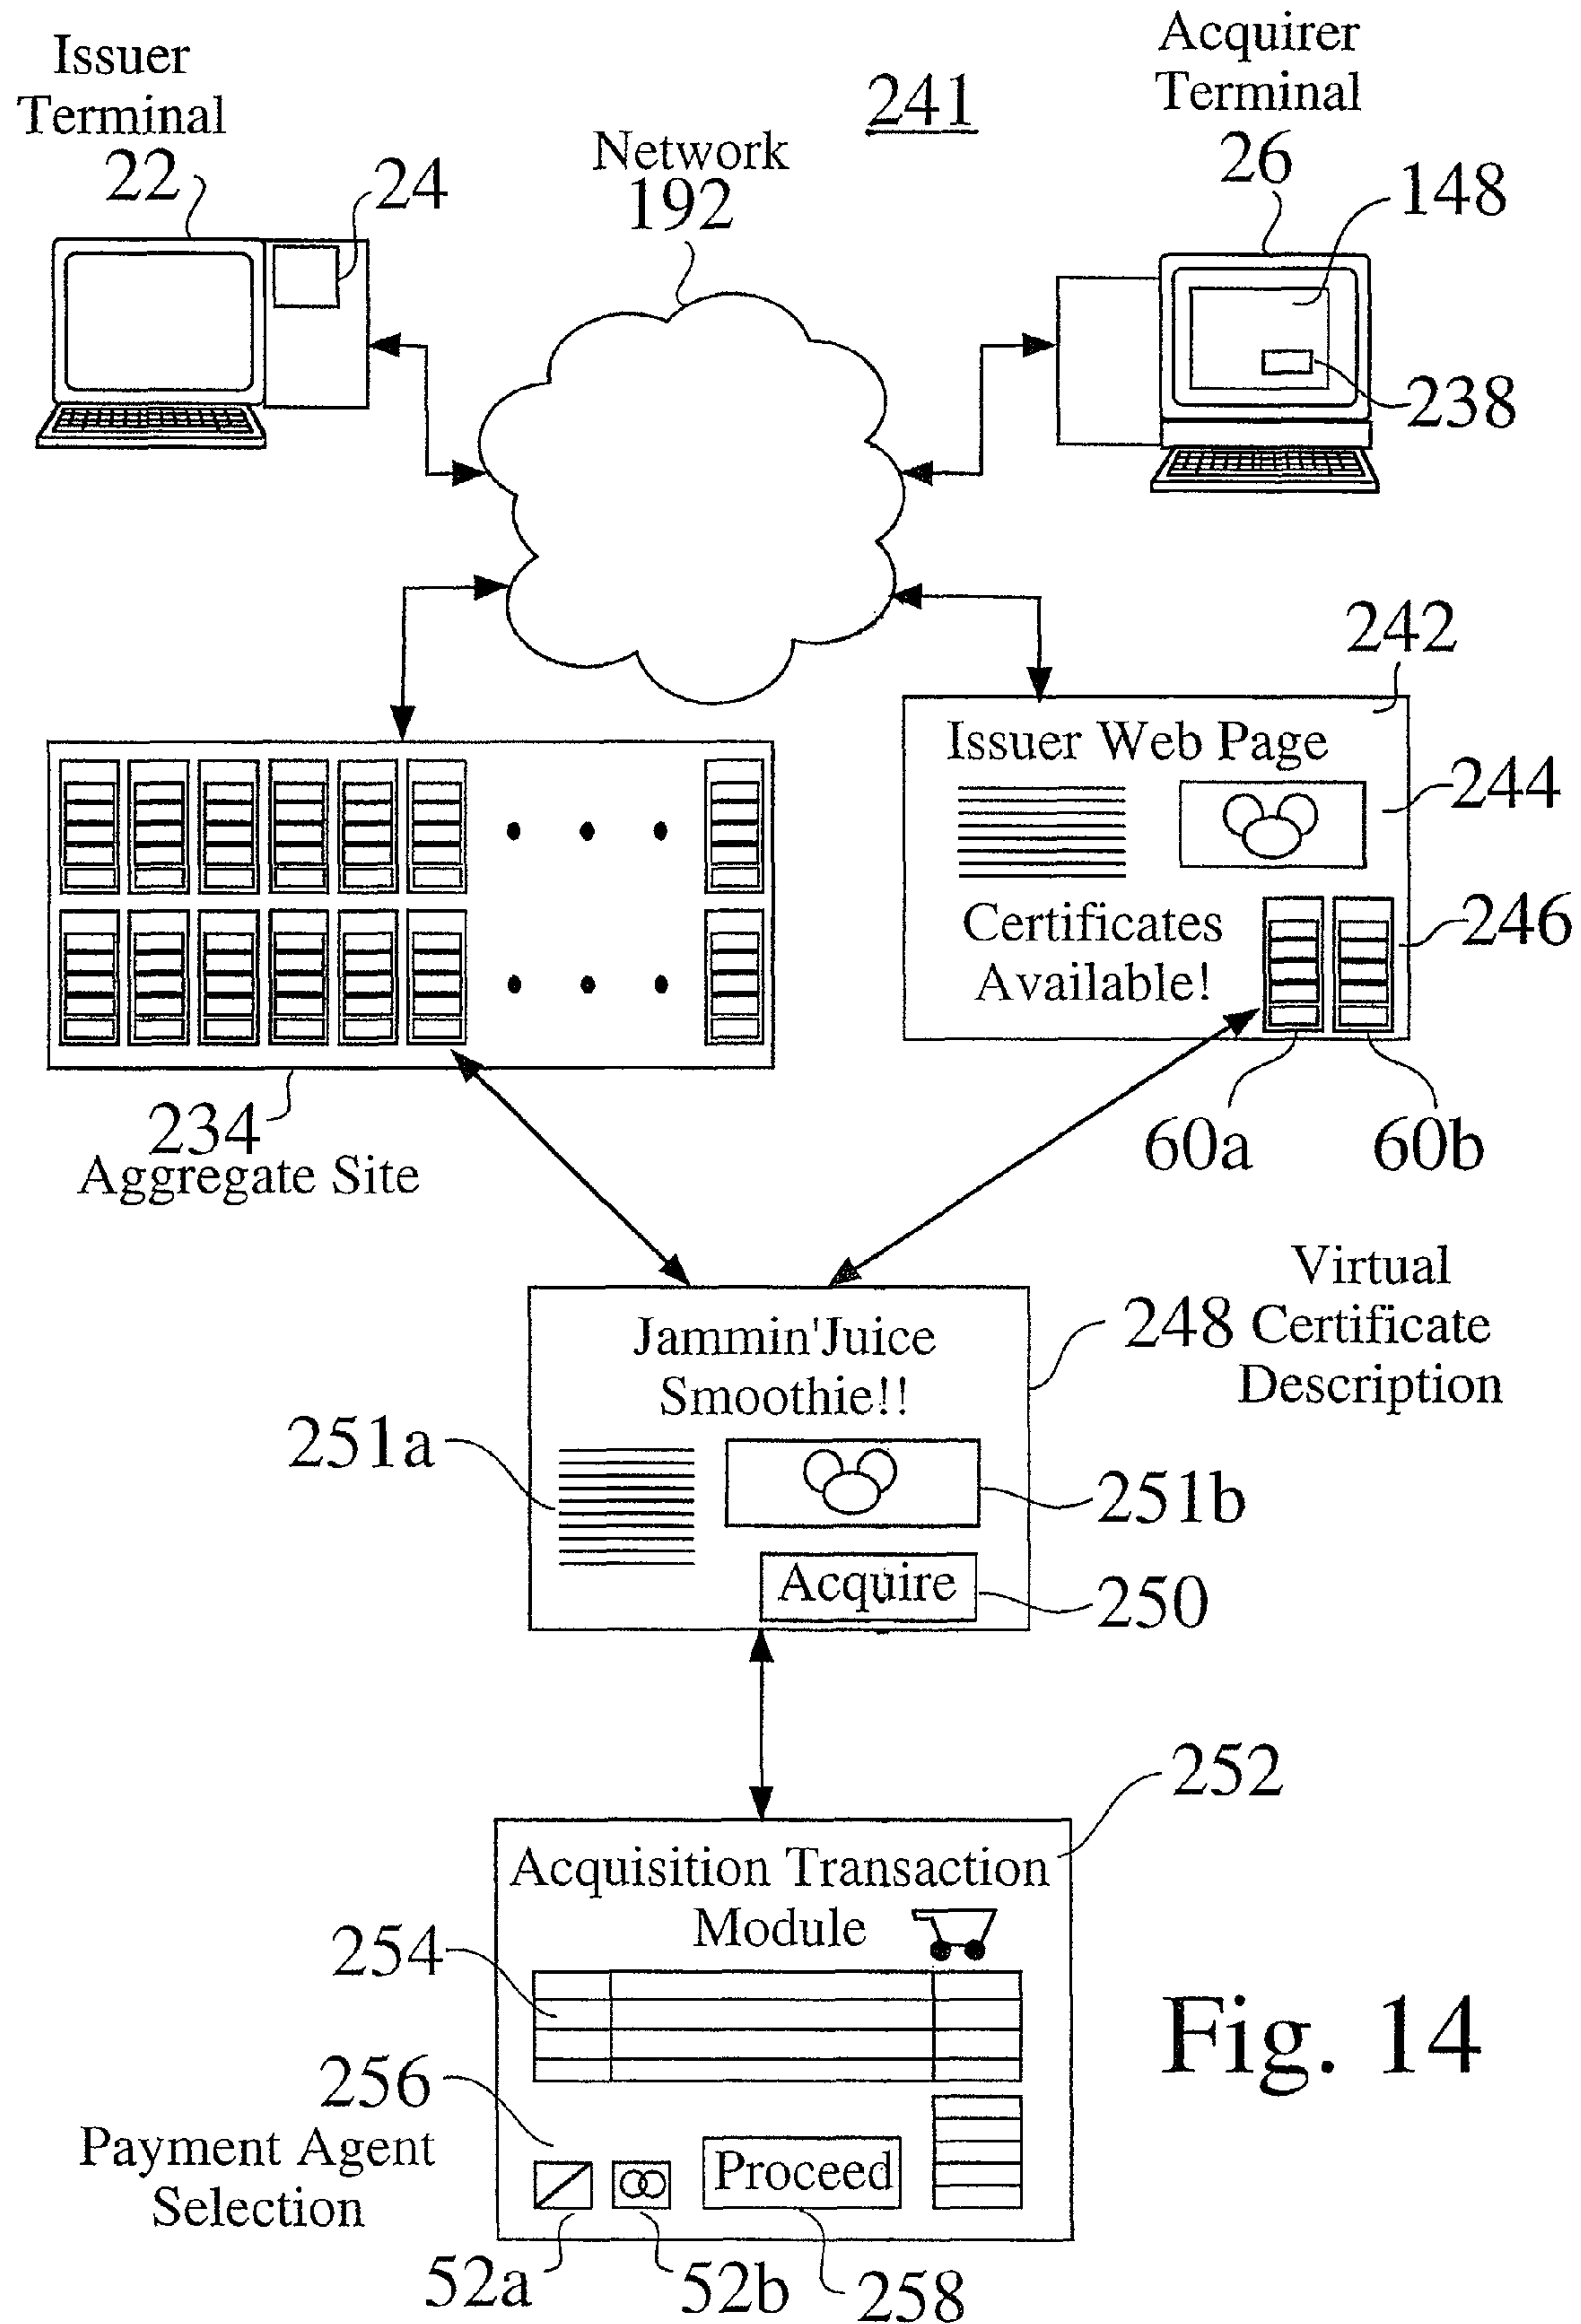 Issuer
Terminal
22
24
Network
192
241
Acquirer
Terminal
26
148
238
242
Issuer Web Page
244
Certificates
Available!
246
60a
60b
234
Aggregate Site
Jammin'Juice
Smoothie!!
248
Virtual
Certificate
Description
251a
251b
Acquire
250
252
Acquisition Transaction
Module
254
256
Payment Agent
Selection
Proceed
52a
52b
258
Fig. 14